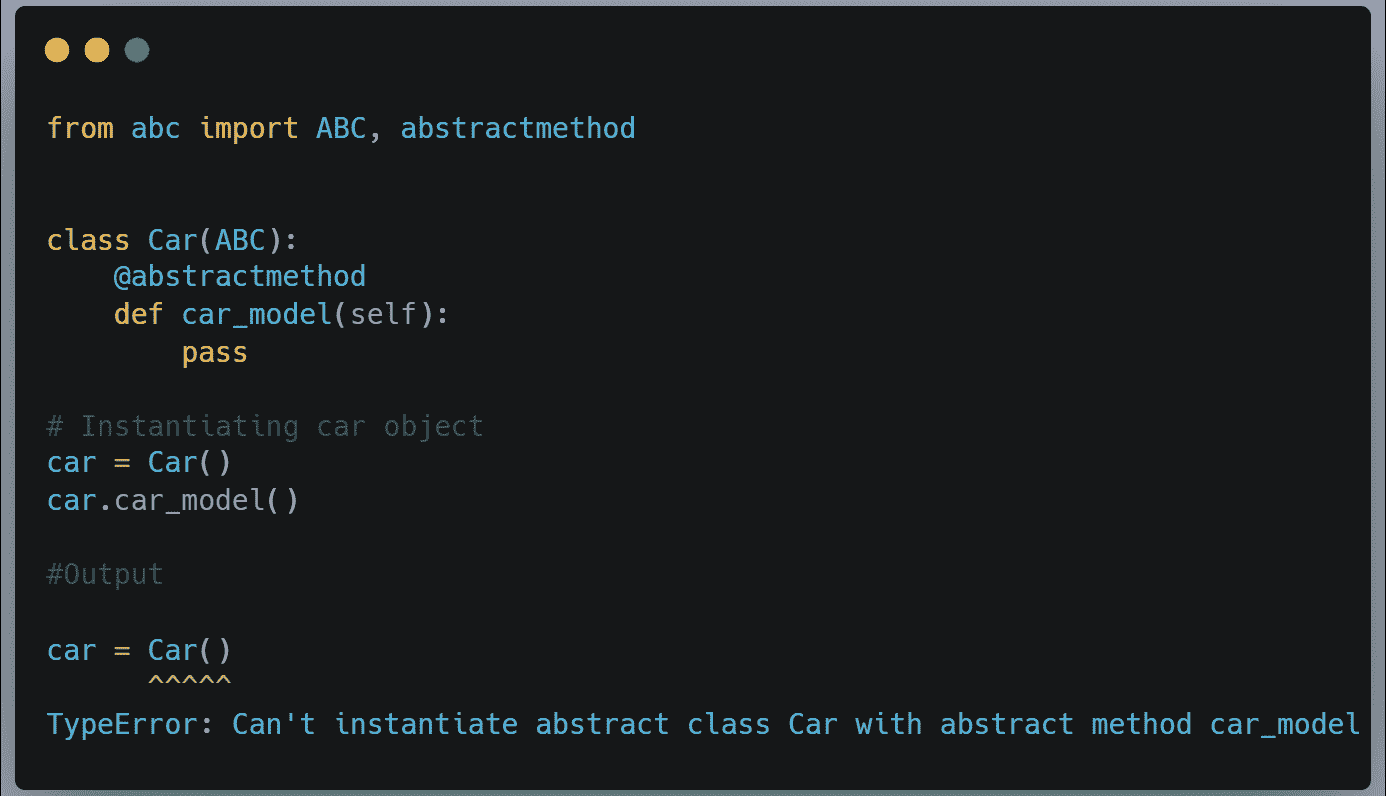 from abc import ABC, abstractmethod
class Car(ABC):
    @abstractmethod
    def car_model(self):
        pass
# Instantiating car object
car = Car()
car.car_model()
#Output
car = Car()
      ^^^^^
TypeError: Can't instantiate abstract class Car with abstract method car_model